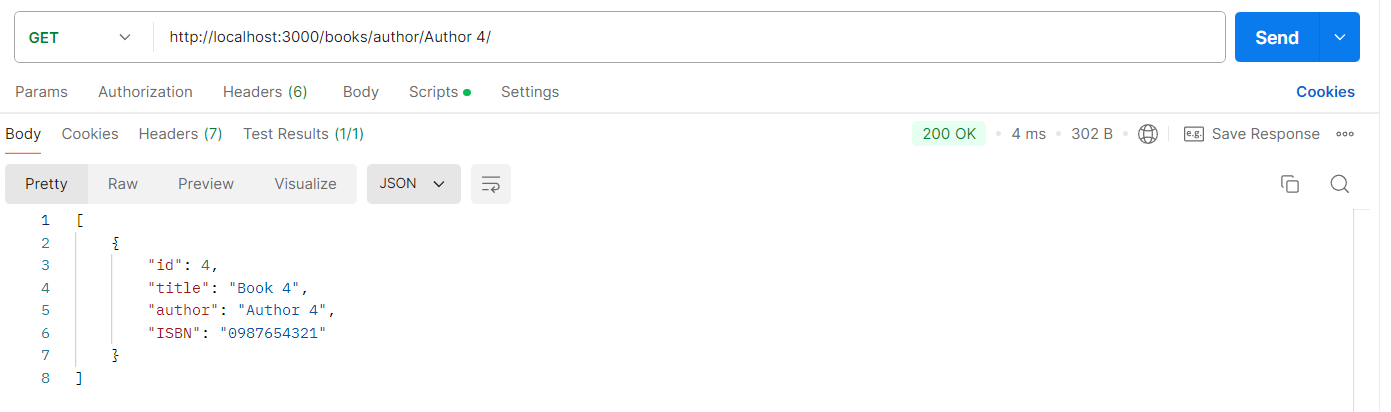 GET http://localhost:3000/books/author/Author 4/ Send
Params Authorization Headers (6) Body Scripts Settings Cookies
Body Cookies Headers (7) Test Results (1/1) 200 OK 4 ms 302 B e.g. Save Response
Pretty Raw Preview Visualize JSON
1 [
2 {
3 "id": 4,
4 "title": "Book 4",
5 "author": "Author 4",
6 "ISBN": "0987654321"
7 }
8 ]